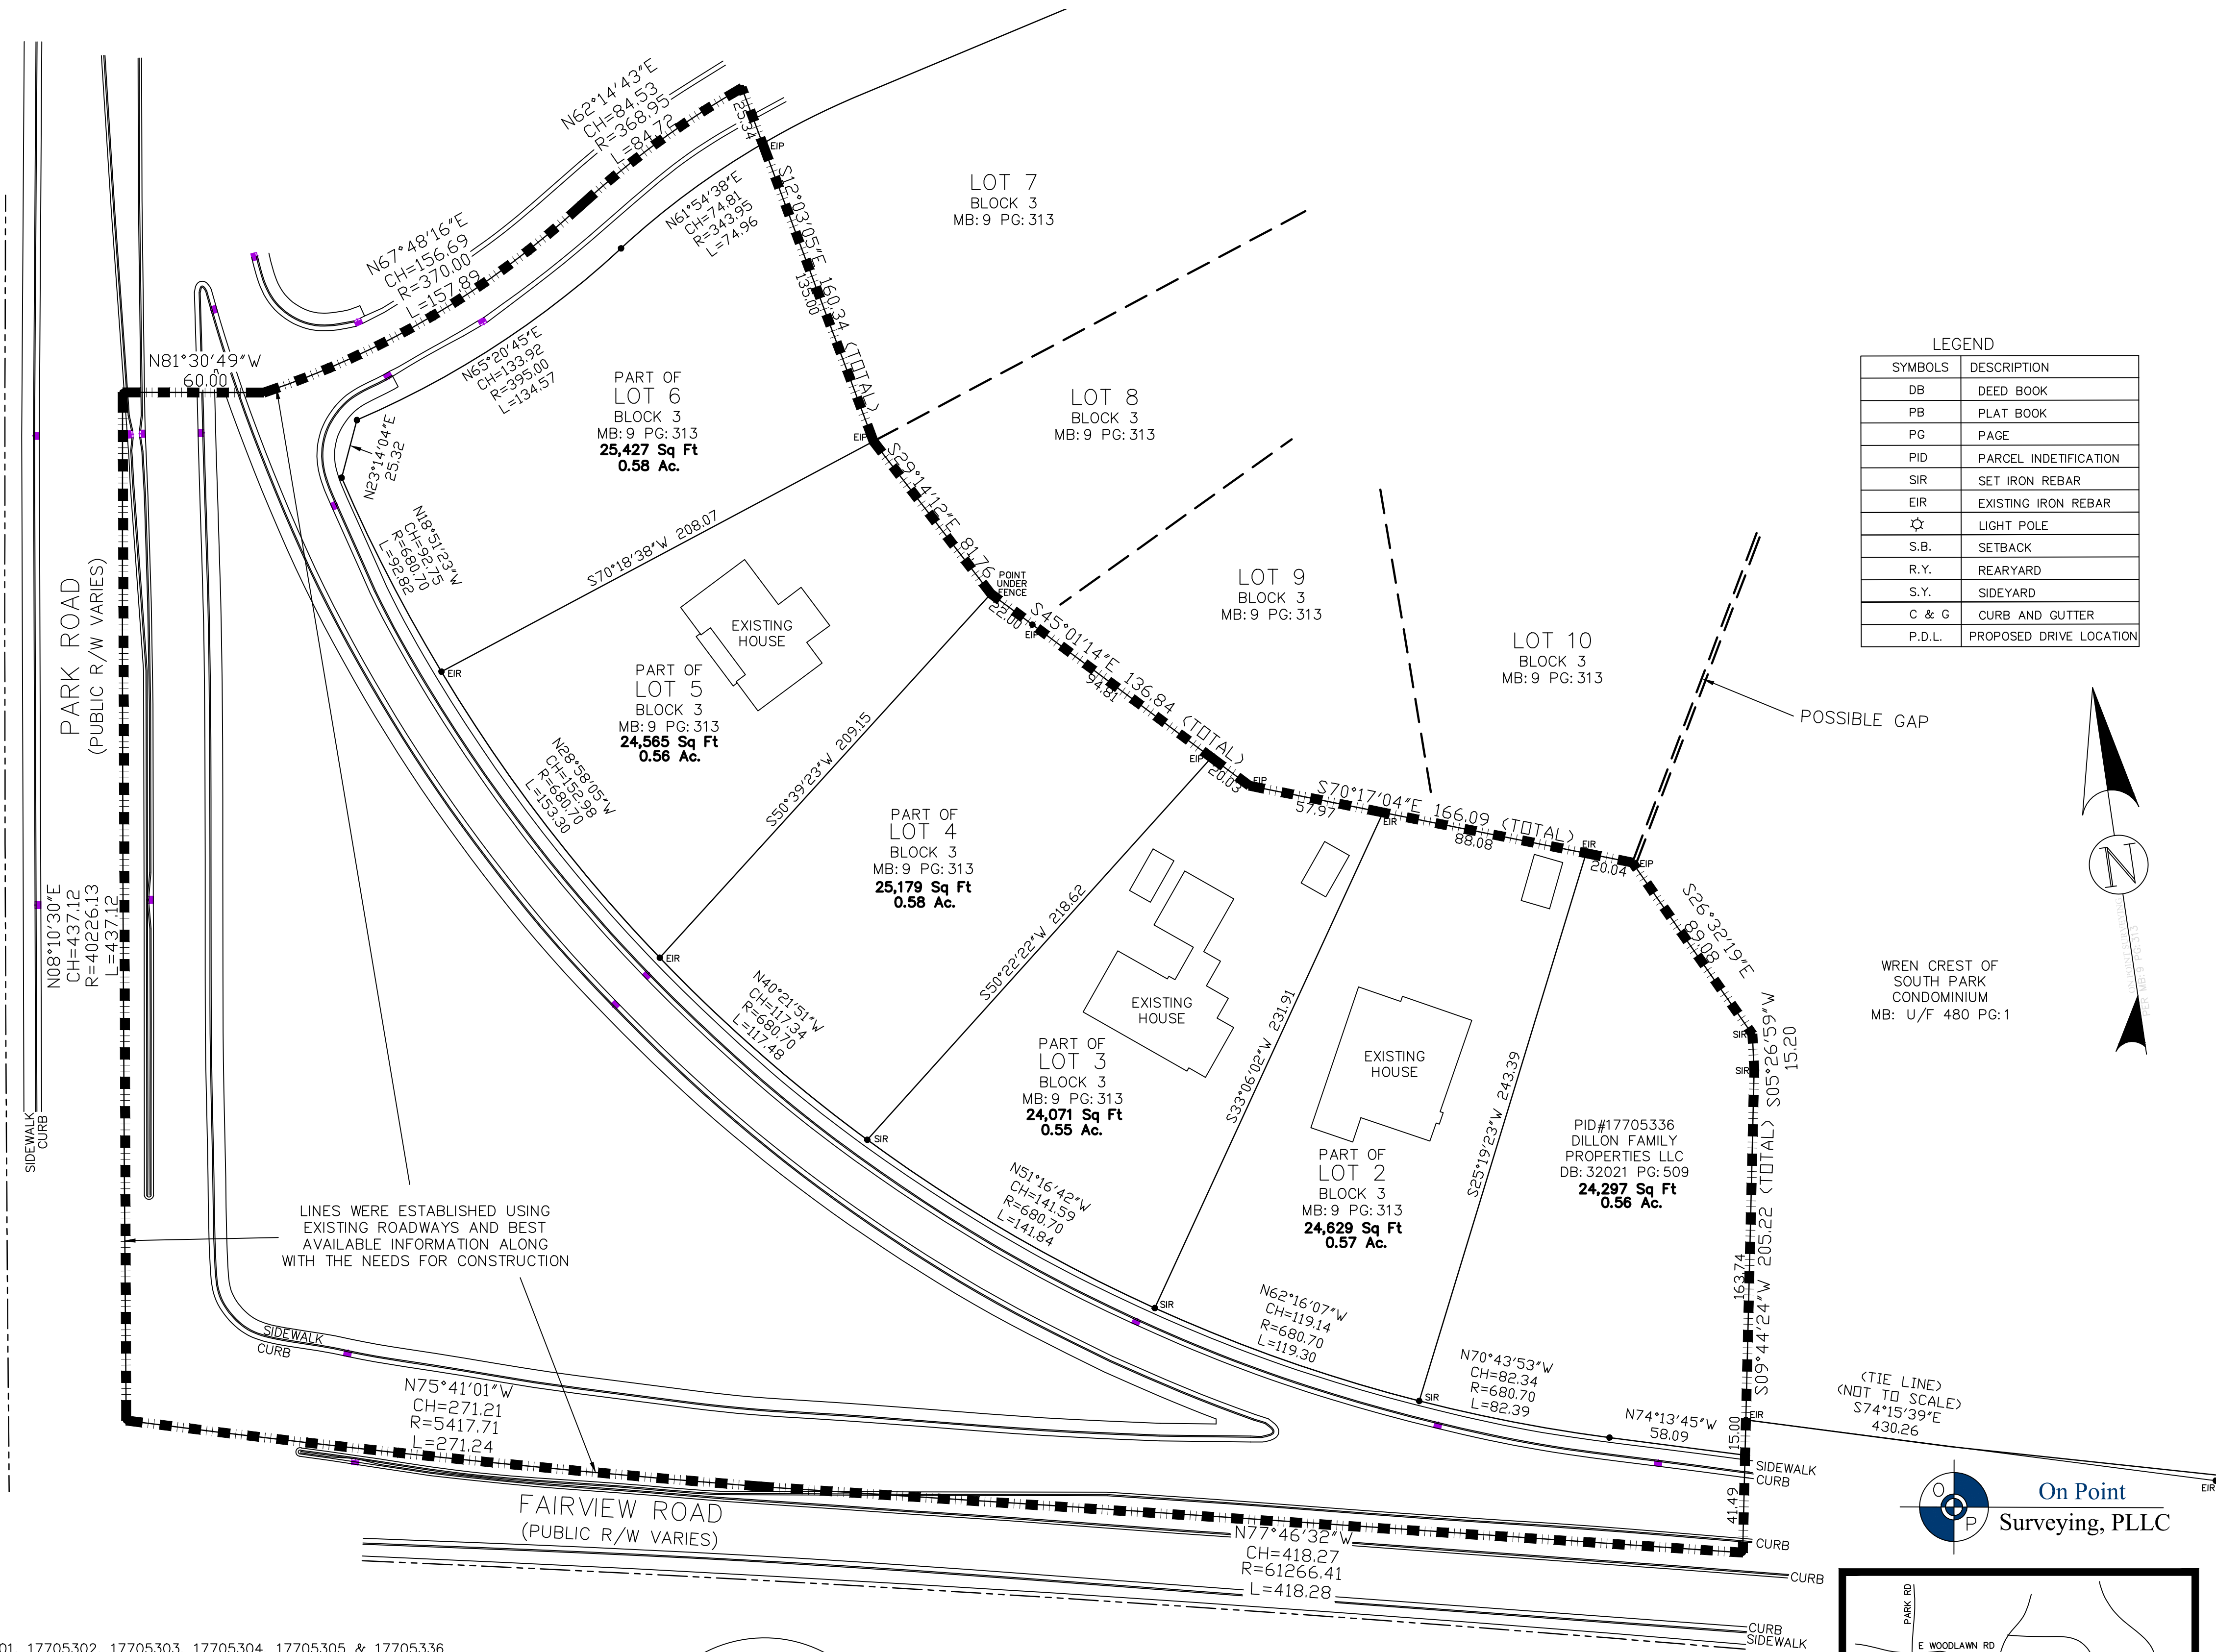 N62°14'43"E
CH=84.53
R=368.95
L=84.72
25.34
EIP
N67°48'16"E
CH=156.69
R=370.00
L=157.89
N61°54'38"E
CH=74.81
R=343.95
L=74.96
S12°03'05"E 160.34 (TOTAL)
135.00
LOT 7
BLOCK 3
MB: 9 PG: 313
N81°30'49"W
60.00
N65°20'45"E
CH=133.92
R=395.00
L=134.57
N23°14'04"E
25.32
PART OF
LOT 6
BLOCK 3
MB: 9 PG: 313
25,427 Sq Ft
0.58 Ac.
EIP
LOT 8
BLOCK 3
MB: 9 PG: 313
LEGEND
SYMBOLS DESCRIPTION
DB DEED BOOK
PB PLAT BOOK
PG PAGE
PID PARCEL INDETIFICATION
SIR SET IRON REBAR
EIR EXISTING IRON REBAR
LIGHT POLE
S.B. SETBACK
R.Y. REARYARD
S.Y. SIDEYARD
C & G CURB AND GUTTER
P.D.L. PROPOSED DRIVE LOCATION
N18°51'23"W
CH=92.75
R=680.70
L=92.82
S70°18'38"W 208.07
S29°14'12"E 81.76
POINT
UNDER
FENCE
22.00
EIP
S45°01'14"E 136.84 (TOTAL)
94.81
LOT 9
BLOCK 3
MB: 9 PG: 313
LOT 10
BLOCK 3
MB: 9 PG: 313
POSSIBLE GAP
PARK ROAD
(PUBLIC R/W VARIES)
EIR
EXISTING
HOUSE
PART OF
LOT 5
BLOCK 3
MB: 9 PG: 313
24,565 Sq Ft
0.56 Ac.
N28°58'05"W
CH=152.98
R=680.70
L=153.30
S50°39'23"W 209.15
EIP
20.03
EIP
S70°17'04"E 166.09 (TOTAL)
57.97
EIR
88.08
EIR
20.04
EIP
N
N08°10'30"E
CH=437.12
R=40226.13
L=437.12
PART OF
LOT 4
BLOCK 3
MB: 9 PG: 313
25,179 Sq Ft
0.58 Ac.
EIR
S50°22'22"W 218.62
S26°32'19"E
89.08
N40°21'51"W
CH=117.34
R=680.70
L=117.48
EXISTING
HOUSE
SIR
SIR
S05°26'59"W
15.20
WREN CREST OF
SOUTH PARK
CONDOMINIUM
MB: U/F 480 PG: 1
SIDEWALK
CURB
SIR
PART OF
LOT 3
BLOCK 3
MB: 9 PG: 313
24,071 Sq Ft
0.55 Ac.
S33°06'02"W 231.91
EXISTING
HOUSE
S25°19'23"W 243.39
PART OF
LOT 2
BLOCK 3
MB: 9 PG: 313
24,629 Sq Ft
0.57 Ac.
PID#17705336
DILLON FAMILY
PROPERTIES LLC
DB: 32021 PG: 509
24,297 Sq Ft
0.56 Ac.
S09°44'24"W 205.22 (TOTAL)
163.74
LINES WERE ESTABLISHED USING
EXISTING ROADWAYS AND BEST
AVAILABLE INFORMATION ALONG
WITH THE NEEDS FOR CONSTRUCTION
N51°16'42"W
CH=141.59
R=680.70
L=141.84
SIR
SIDEWALK
CURB
N62°16'07"W
CH=119.14
R=680.70
L=119.30
SIR
N70°43'53"W
CH=82.34
R=680.70
L=82.39
N74°13'45"W
58.09
15.00
EIR
(TIE LINE)
(NOT TO SCALE)
S74°15'39"E
430.26
EIR
N75°41'01"W
CH=271.21
R=5417.71
L=271.24
SIDEWALK
CURB
41.49
FAIRVIEW ROAD
(PUBLIC R/W VARIES)
N77°46'32"W
CH=418.27
R=61266.41
L=418.28
CURB
CURB
O
P
On Point
Surveying, PLLC
CURB
SIDEWALK
PARK RD
E WOODLAWN RD
01, 17705302, 17705303, 17705304, 17705305 & 17705336